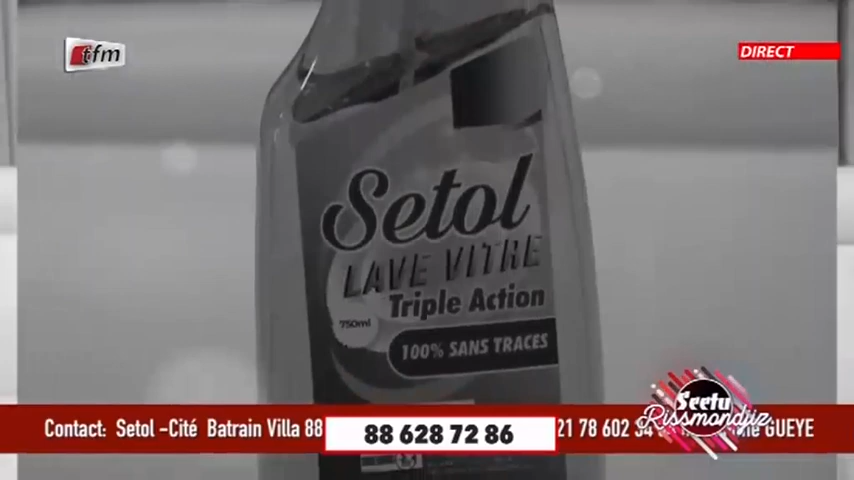 tfm
DIRECT
Setol
LAVE VITRE
Triple Action
750ml
100% SANS TRACES
Seetu
Rissmondjiz
Contact: Setol -Cité Batrain Villa 88
88 628 72 86
21 78 602 34
GUEYE